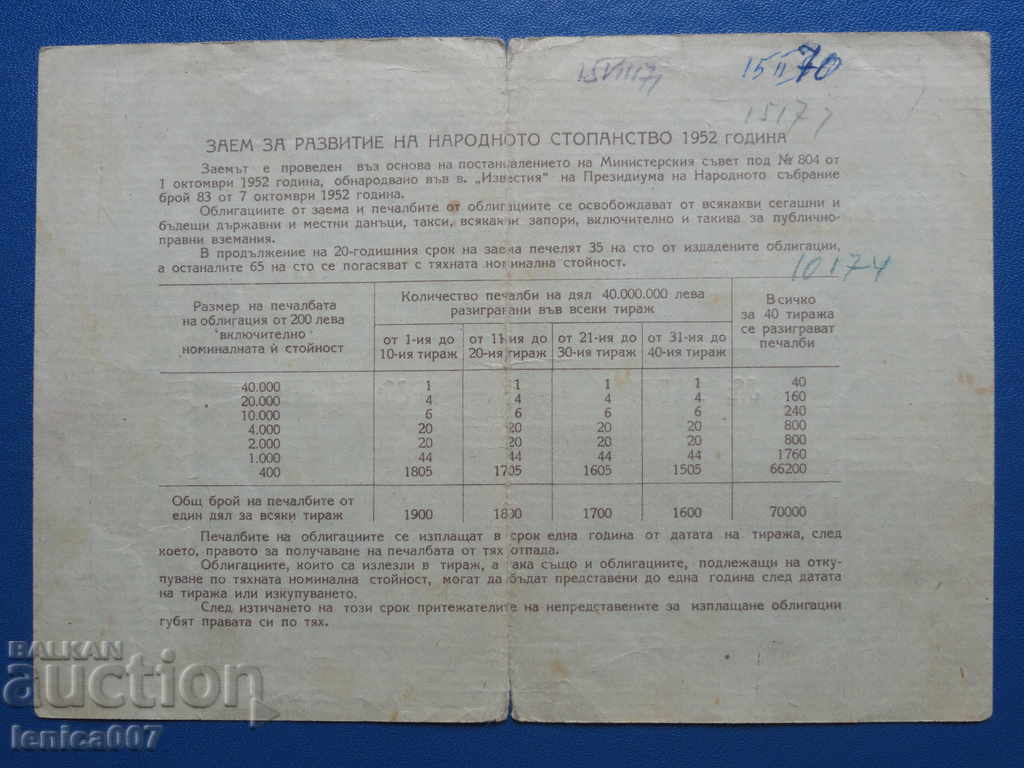 15 VIII 71
15 II 70
1517
ЗАЕМ ЗА РАЗВИТИЕ НА НАРОДНОТО СТОПАНСТВО 1952 ГОДИНА
Заемът е проведен въз основа на постановлението на Министерския съвет под № 804 от
1 октомври 1952 година, обнародвано във в. „Известия“ на Президиума на Народното събрание
брой 83 от 7 октомври 1952 година.
Облигациите от заема и печалбите от облигациите се освобождават от всякакви сегашни и
бъдещи държавни и местни данъци, такси, всякакви запори, включително и такива за публично-
правни вземания.
В продължение на 20-годишния срок на заема печелят 35 на сто от издадените облигации,
а останалите 65 на сто се погасяват с тяхната номинална стойност.
10 I 74
Размер на печалбата на облигация от 200 лева включително номиналната ѝ стойност
Количество печалби на дял 40.000.000 лева
разигравани във всеки тираж
Всичко за 40 тиража се разиграват печалби
от 1-ия до 10-ия тираж от 11-ия до 20-ия тираж от 21-ия до 30-ия тираж от 31-ия до 40-ия тираж
40.000 1 1 1 1 40
20.000 4 4 4 4 160
10.000 6 6 6 6 240
4.000 20 20 20 20 800
2.000 20 20 20 20 800
1.000 44 44 44 44 1760
400 1805 1705 1605 1505 66200
Общ брой на печалбите от
един дял за всяки тираж 1900 1800 1700 1600 70000
Печалбите на облигациите се изплащат в срок една година от датата на тиража, след
което, правото за получаване на печалбата от тях отпада.
Облигациите, които са излезли в тираж, а така също и облигациите, подлежащи на отку-
пуване по тяхната номинална стойност, могат да бъдат представени до една година след датата
на тиража или изкупуването.
След изтичането на този срок притежателите на непредставените за изплащане облигации
губят правата си по тях.
BALKAN
auction
ienica007